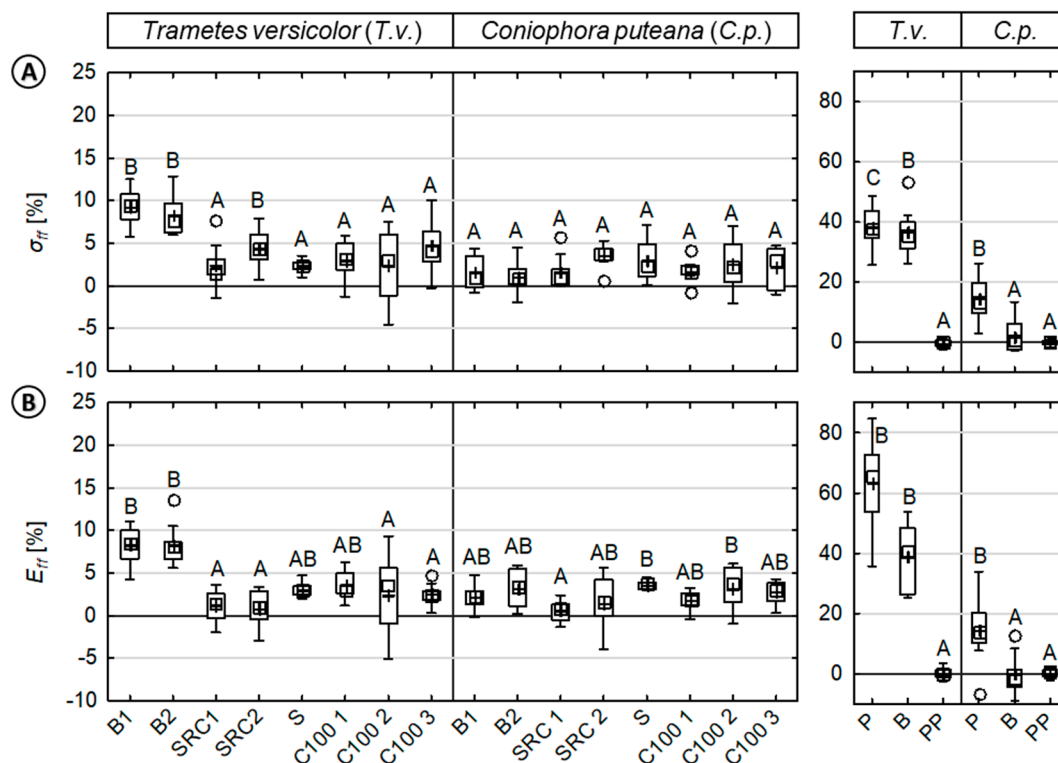 Trametes versicolor (T.v.) Coniophora puteana (C.p.) T.v. C.p.
A
σff [%]
25
20
15
10
5
0
-5
-10
B B A B A A A A A A A A A A A A
80
60
40
20
0
C B A B A A
B
Eff [%]
25
20
15
10
5
0
-5
-10
B B A A AB AB A A AB AB A AB B AB B AB
80
60
40
20
0
B B A B A A
B1 B2 SRC1 SRC2 S C100 1 C100 2 C100 3 B1 B2 SRC 1 SRC 2 S C100 1 C100 2 C100 3 P B PP P B PP